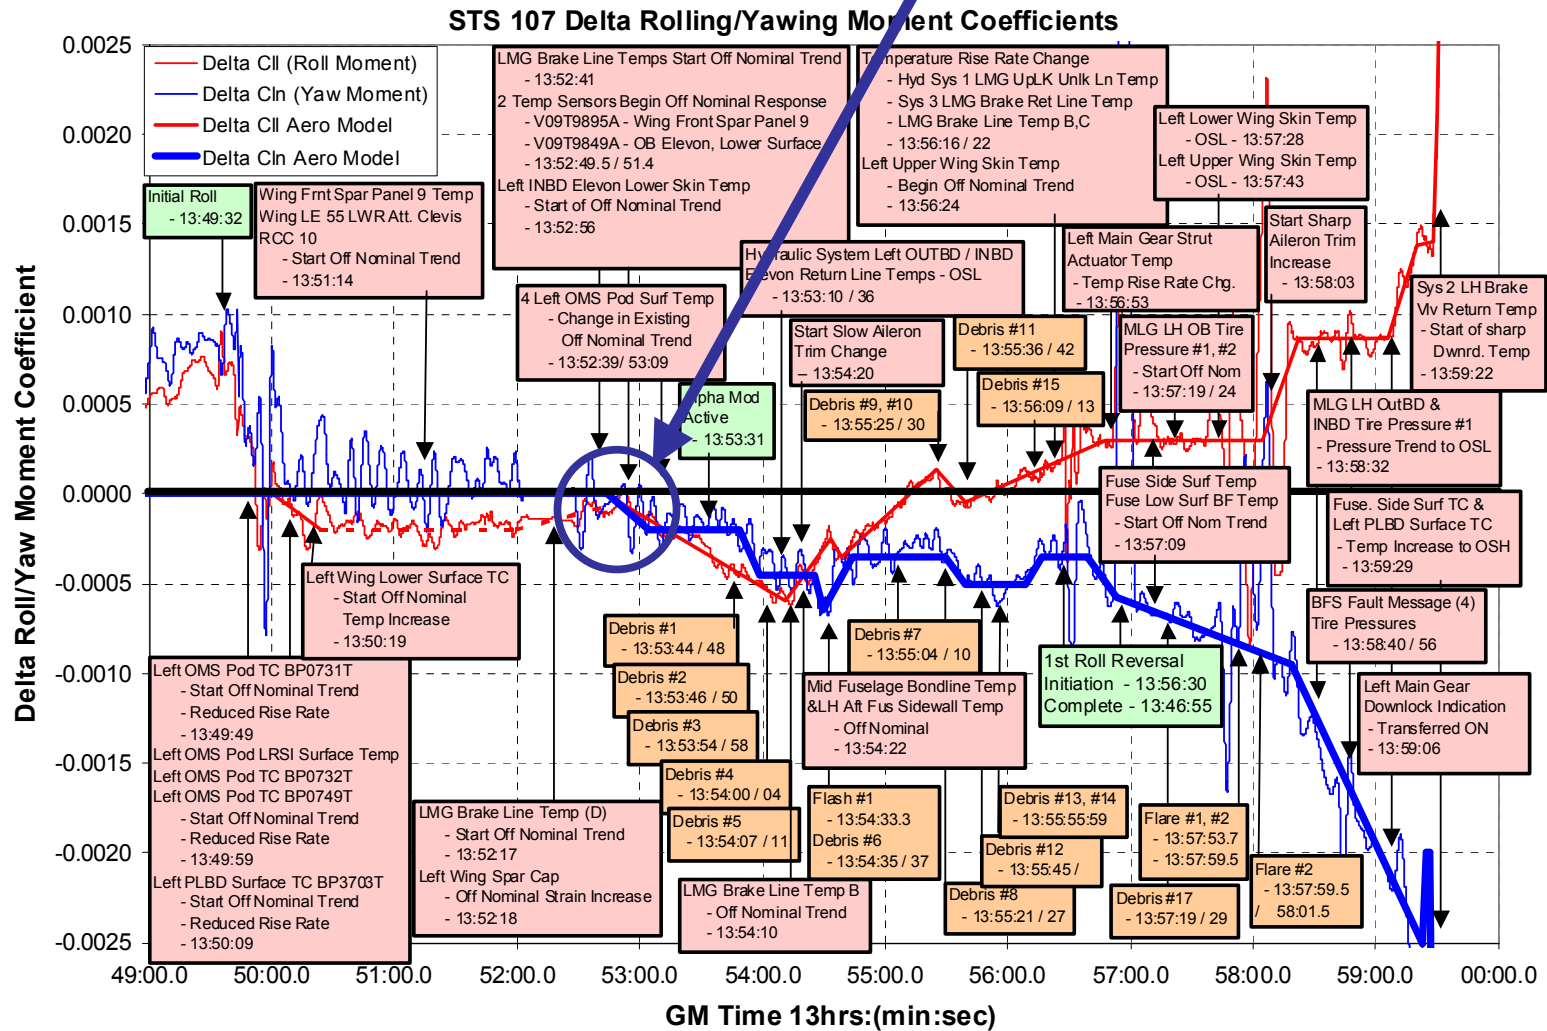 STS 107 Delta Rolling/Yawing Moment Coefficients
Delta Roll/Yaw Moment Coefficient
0.0025
0.0020
0.0015
0.0010
0.0005
0.0000
-0.0005
-0.0010
-0.0015
-0.0020
-0.0025
Delta Cll (Roll Moment)
Delta Cln (Yaw Moment)
Delta Cll Aero Model
Delta Cln Aero Model
Initial Roll
- 13:49:32
Wing Frnt Spar Panel 9 Temp
Wing LE 55 LWR Att. Clevis
RCC 10
- Start Off Nominal Trend
- 13:51:14
LMG Brake Line Temps Start Off Nominal Trend
- 13:52:41
2 Temp Sensors Begin Off Nominal Response
- V09T9895A - Wing Front Spar Panel 9
- V09T9849A - OB Elevon, Lower Surface
- 13:52:49.5 / 51.4
Left INBD Elevon Lower Skin Temp
- Start of Off Nominal Trend
- 13:52:56
4 Left OMS Pod Surf Temp
- Change in Existing
Off Nominal Trend
- 13:52:39/ 53:09
Hydraulic System Left OUTBD / INBD
Elevon Return Line Temps - OSL
- 13:53:10 / 36
Temperature Rise Rate Change
- Hyd Sys 1 LMG UpLK Unlk Ln Temp
- Sys 3 LMG Brake Ret Line Temp
- LMG Brake Line Temp B,C
- 13:56:16 / 22
Left Upper Wing Skin Temp
- Begin Off Nominal Trend
- 13:56:24
Left Lower Wing Skin Temp
- OSL - 13:57:28
Left Upper Wing Skin Temp
- OSL - 13:57:43
Left Main Gear Strut
Actuator Temp
- Temp Rise Rate Chg.
- 13:56:53
Start Sharp
Aileron Trim
Increase
- 13:58:03
Sys 2 LH Brake
Vlv Return Temp
- Start of sharp
Dwnrd. Temp
- 13:59:22
Alpha Mod
Active
- 13:53:31
Start Slow Aileron
Trim Change
- 13:54:20
Debris #11
- 13:55:36 / 42
Debris #15
- 13:56:09 / 13
Debris #9, #10
- 13:55:25 / 30
MLG LH OB Tire
Pressure #1, #2
- Start Off Nom
- 13:57:19 / 24
MLG LH OutBD &
INBD Tire Pressure #1
- Pressure Trend to OSL
- 13:58:32
Fuse Side Surf Temp
Fuse Low Surf BF Temp
- Start Off Nom Trend
- 13:57:09
Fuse. Side Surf TC &
Left PLBD Surface TC
- Temp Increase to OSH
- 13:59:29
BFS Fault Message (4)
Tire Pressures
- 13:58:40 / 56
Left Main Gear
Downlock Indication
- Transferred ON
- 13:59:06
Left Wing Lower Surface TC
- Start Off Nominal
Temp Increase
- 13:50:19
Left OMS Pod TC BP0731T
- Start Off Nominal Trend
- Reduced Rise Rate
- 13:49:49
Left OMS Pod LRSI Surface Temp
Left OMS Pod TC BP0732T
Left OMS Pod TC BP0749T
- Start Off Nominal Trend
- Reduced Rise Rate
- 13:49:59
Left PLBD Surface TC BP3703T
- Start Off Nominal Trend
- Reduced Rise Rate
- 13:50:09
LMG Brake Line Temp (D)
- Start Off Nominal Trend
- 13:52:17
Left Wing Spar Cap
- Off Nominal Strain Increase
- 13:52:18
Debris #1
- 13:53:44 / 48
Debris #2
- 13:53:46 / 50
Debris #3
- 13:53:54 / 58
Debris #4
- 13:54:00 / 04
Debris #5
- 13:54:07 / 11
LMG Brake Line Temp B
- Off Nominal Trend
- 13:54:10
Debris #7
- 13:55:04 / 10
Mid Fuselage Bondline Temp
&LH Aft Fus Sidewall Temp
- Off Nominal
- 13:54:22
Flash #1
- 13:54:33.3
Debris #6
- 13:54:35 / 37
1st Roll Reversal
Initiation - 13:56:30
Complete - 13:46:55
Debris #13, #14
- 13:55:55:59
Debris #12
- 13:55:45 /
Debris #8
- 13:55:21 / 27
Flare #1, #2
- 13:57:53.7
- 13:57:59.5
Debris #17
- 13:57:19 / 29
Flare #2
- 13:57:59.5
/ 58:01.5
49:00.0 50:00.0 51:00.0 52:00.0 53:00.0 54:00.0 55:00.0 56:00.0 57:00.0 58:00.0 59:00.0 00:00.0
GM Time 13hrs:(min:sec)